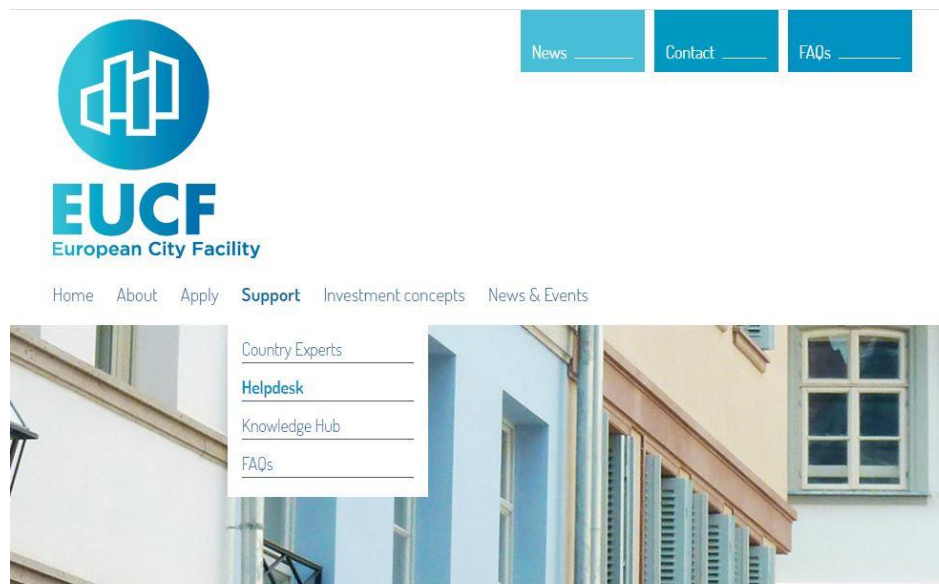 News
Contact
FAQs
EUCF
European City Facility
Home About Apply Support Investment concepts News & Events
Country Experts
Helpdesk
Knowledge Hub
FAQs